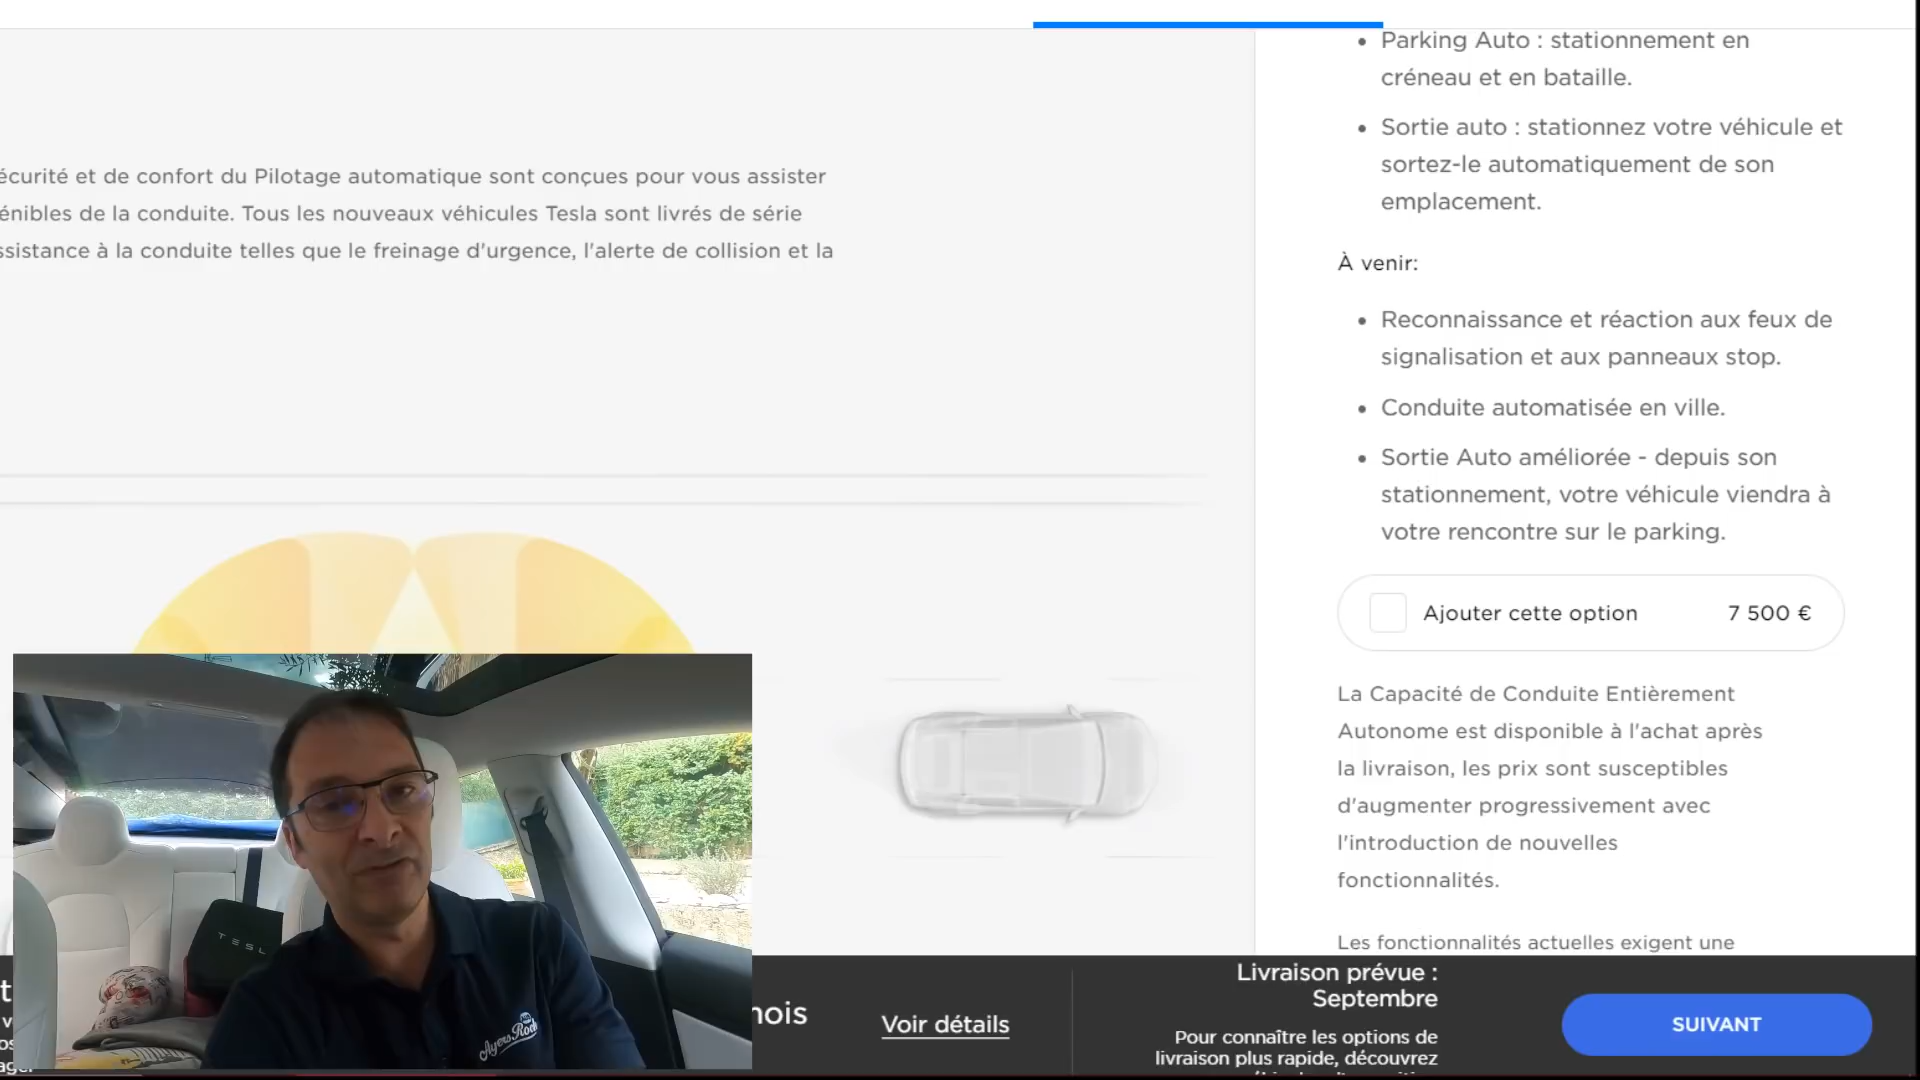 écurité et de confort du Pilotage automatique sont conçues pour vous assister
énibles de la conduite. Tous les nouveaux véhicules Tesla sont livrés de série
ssistance à la conduite telles que le freinage d'urgence, l'alerte de collision et la
Parking Auto : stationnement en
créneau et en bataille.
Sortie auto : stationnez votre véhicule et
sortez-le automatiquement de son
emplacement.
À venir:
Reconnaissance et réaction aux feux de
signalisation et aux panneaux stop.
Conduite automatisée en ville.
Sortie Auto améliorée - depuis son
stationnement, votre véhicule viendra à
votre rencontre sur le parking.
Ajouter cette option 7 500 €
La Capacité de Conduite Entièrement
Autonome est disponible à l'achat après
la livraison, les prix sont susceptibles
d'augmenter progressivement avec
l'introduction de nouvelles
fonctionnalités.
Les fonctionnalités actuelles exigent une
TESL
Ayers Rock
mois
Voir détails
Livraison prévue :
Septembre
Pour connaître les options de
livraison plus rapide, découvrez
SUIVANT